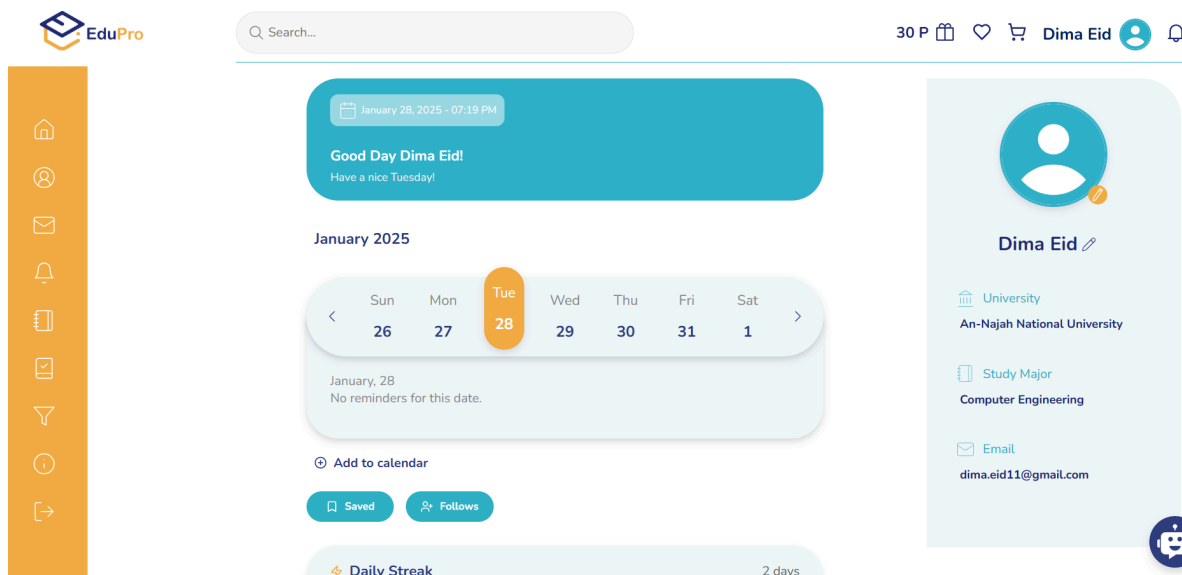 EduPro
Search...
30 P
Dima Eid
January 28, 2025 - 07:19 PM
Good Day Dima Eid!
Have a nice Tuesday!
January 2025
Sun Mon Tue Wed Thu Fri Sat
26 27 28 29 30 31 1
January, 28
No reminders for this date.
Add to calendar
Saved
Follows
Daily Streak
2 days
Dima Eid
University
An-Najah National University
Study Major
Computer Engineering
Email
dima.eid11@gmail.com